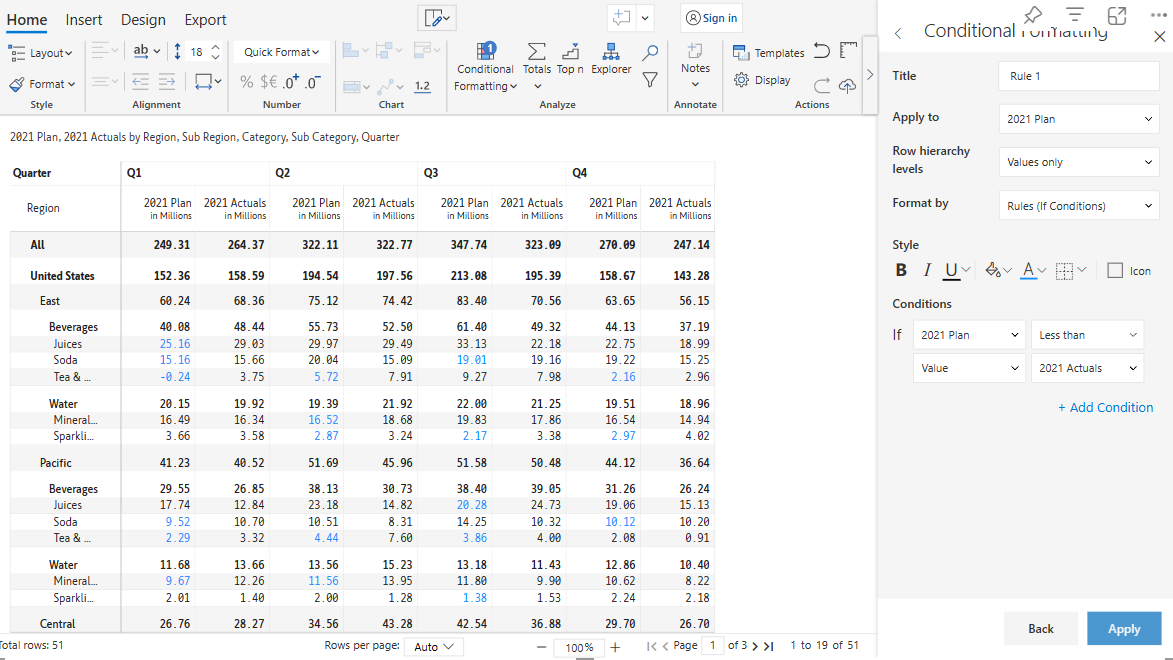 Home Insert Design Export
Sign in
Layout ab 18 Quick Format
Format % $€ .0+ .0- 1.2
Conditional Formatting 1 Totals Top n Explorer Notes Templates Display
Style Alignment Number Chart Analyze Annotate Actions
2021 Plan, 2021 Actuals by Region, Sub Region, Category, Sub Category, Quarter
Quarter Q1 Q2 Q3 Q4
Region 2021 Plan 2021 Actuals 2021 Plan 2021 Actuals 2021 Plan 2021 Actuals 2021 Plan 2021 Actuals
in Millions in Millions in Millions in Millions in Millions in Millions in Millions in Millions
All 249.31 264.37 322.11 322.77 347.74 323.09 270.09 247.14
United States 152.36 158.59 194.54 197.56 213.08 195.39 158.67 143.28
East 60.24 68.36 75.12 74.42 83.40 70.56 63.65 56.15
Beverages 40.08 48.44 55.73 52.50 61.40 49.32 44.13 37.19
Juices 25.16 29.03 29.97 29.49 33.13 22.18 22.75 18.99
Soda 15.16 15.66 20.04 15.09 19.01 19.16 19.22 15.25
Tea & ... -0.24 3.75 5.72 7.91 9.27 7.98 2.16 2.96
Water 20.15 19.92 19.39 21.92 22.00 21.25 19.51 18.96
Mineral... 16.49 16.34 16.52 18.68 19.83 17.86 16.54 14.94
Sparkli... 3.66 3.58 2.87 3.24 2.17 3.38 2.97 4.02
Pacific 41.23 40.52 51.69 45.96 51.58 50.48 44.12 36.64
Beverages 29.55 26.85 38.13 30.73 38.40 39.05 31.26 26.24
Juices 17.74 12.84 23.18 14.82 20.28 24.73 19.06 15.13
Soda 9.52 10.70 10.51 8.31 14.25 10.32 10.12 10.20
Tea & ... 2.29 3.32 4.44 7.60 3.86 4.00 2.08 0.91
Water 11.68 13.66 13.56 15.23 13.18 11.43 12.86 10.40
Mineral... 9.67 12.26 11.56 13.95 11.80 9.90 10.62 8.22
Sparkli... 2.01 1.40 2.00 1.28 1.38 1.53 2.24 2.18
Central 26.76 28.27 34.56 43.28 42.54 36.88 29.70 26.70
Total rows: 51 Rows per page: Auto 100% Page 1 of 3 1 to 19 of 51
Conditional Formatting
Title Rule 1
Apply to 2021 Plan
Row hierarchy levels Values only
Format by Rules (If Conditions)
Style
B I U A Icon
Conditions
If 2021 Plan Less than
Value 2021 Actuals
+ Add Condition
Back Apply